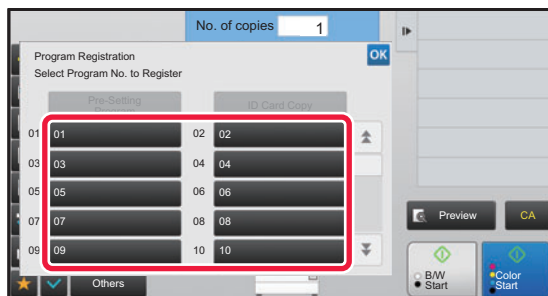 No. of copies 1
Program Registration
OK
Select Program No. to Register
Pre-Setting
Program
ID Card Copy
01 01 02 02
03 03 04 04
05 05 06 06
07 07 08 08
09 09 10 10
Preview CA
Others
B/W
Start
Color
Start